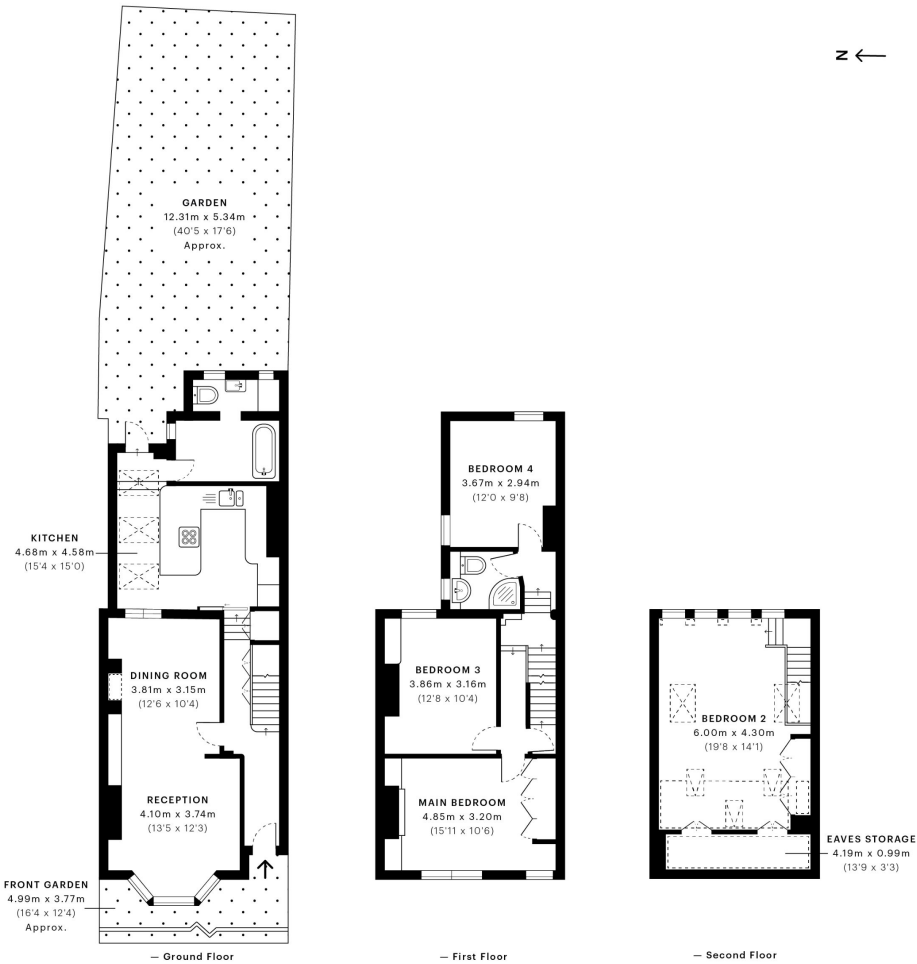 N
GARDEN
12.31m x 5.34m
(40'5 x 17'6)
Approx.
KITCHEN
4.68m x 4.58m
(15'4 x 15'0)
DINING ROOM
3.81m x 3.15m
(12'6 x 10'4)
RECEPTION
4.10m x 3.74m
(13'5 x 12'3)
FRONT GARDEN
4.99m x 3.77m
(16'4 x 12'4)
Approx.
— Ground Floor
BEDROOM 4
3.67m x 2.94m
(12'0 x 9'8)
BEDROOM 3
3.86m x 3.16m
(12'8 x 10'4)
MAIN BEDROOM
4.85m x 3.20m
(15'11 x 10'6)
— First Floor
BEDROOM 2
6.00m x 4.30m
(19'8 x 14'1)
EAVES STORAGE
4.19m x 0.99m
(13'9 x 3'3)
— Second Floor